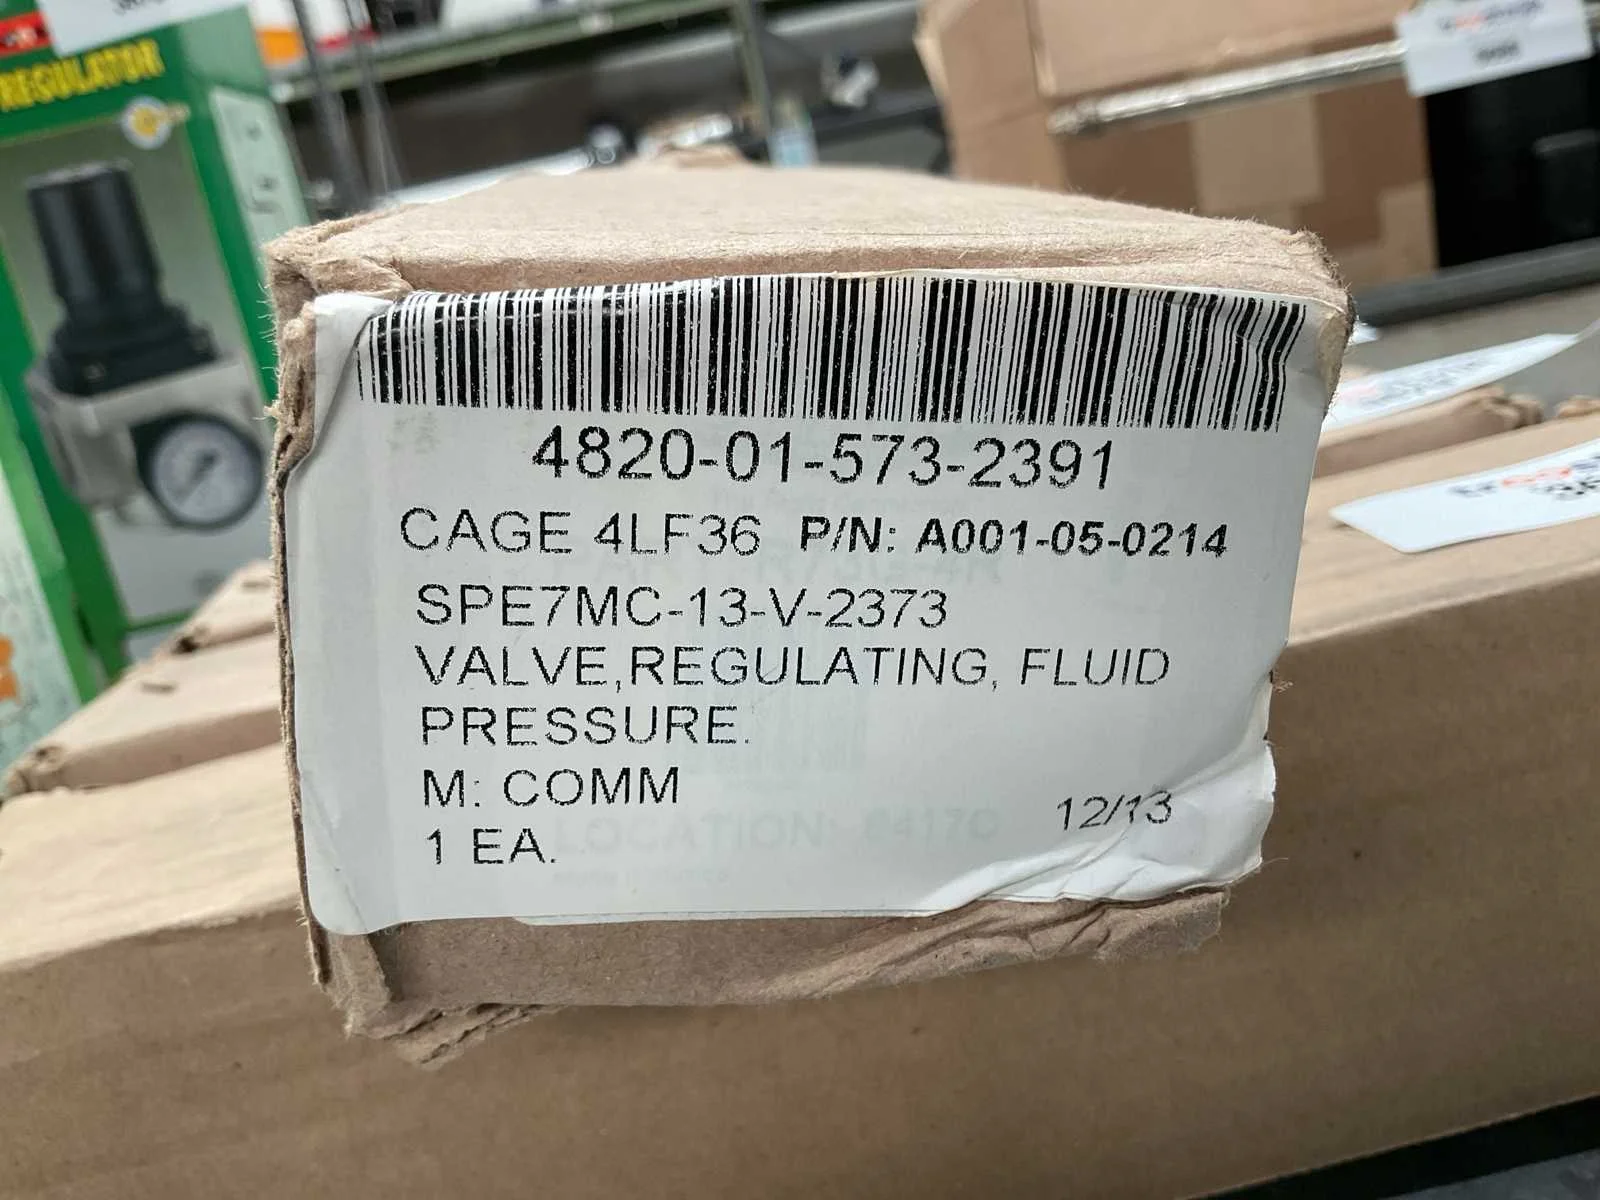 REGULATOR
4820-01-573-2391
CAGE 4LF36 P/N: A001-05-0214
SPE7MC-13-V-2373
VALVE,REGULATING, FLUID
PRESSURE.
M: COMM
12/13
1 EA.
LOCATION: